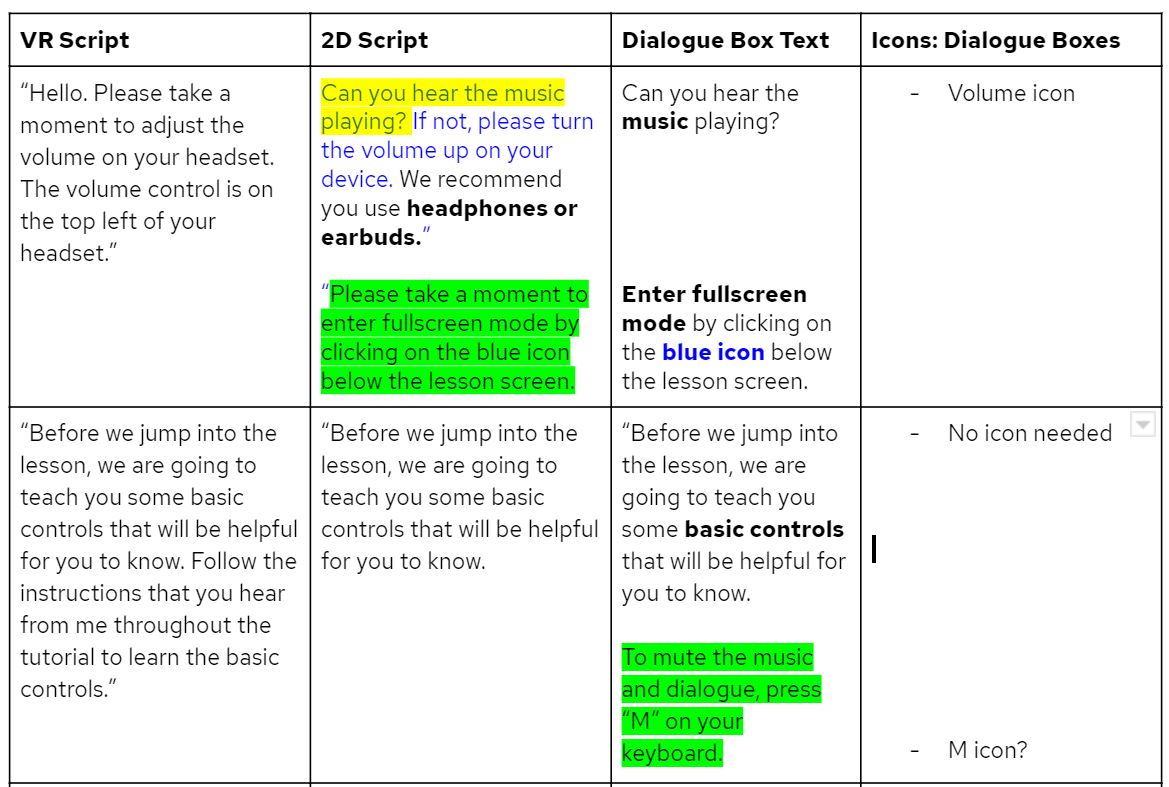 VR Script
2D Script
Dialogue Box Text
Icons: Dialogue Boxes
“Hello. Please take a
moment to adjust the
volume on your headset.
The volume control is on
the top left of your
headset.”
Can you hear the music
playing? If not, please turn
the volume up on your
device. We recommend
you use headphones or
earbuds.”
“Please take a moment to
enter fullscreen mode by
clicking on the blue icon
below the lesson screen.
Can you hear the
music playing?
Enter fullscreen
mode by clicking on
the blue icon below
the lesson screen.
- Volume icon
“Before we jump into the
lesson, we are going to
teach you some basic
controls that will be helpful
for you to know. Follow the
instructions that you hear
from me throughout the
tutorial to learn the basic
controls.”
“Before we jump into the
lesson, we are going to
teach you some basic
controls that will be helpful
for you to know.
“Before we jump into
the lesson, we are
going to teach you
some basic controls
that will be helpful for
you to know.
To mute the music
and dialogue, press
“M” on your
keyboard.
- No icon needed
- M icon?